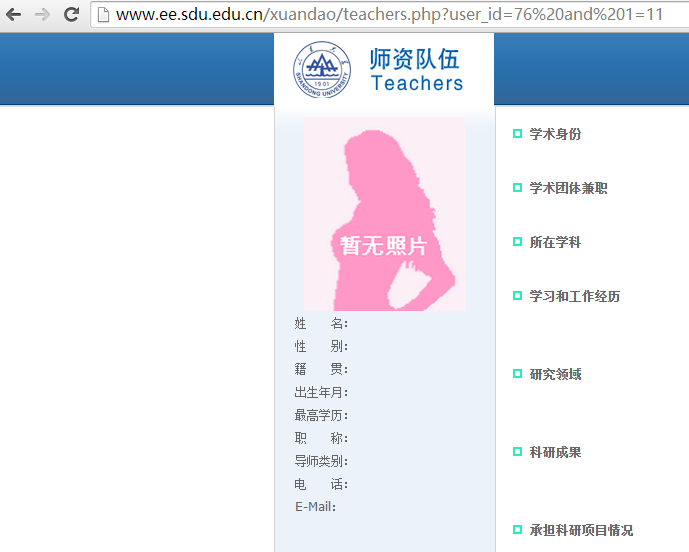 www.ee.sdu.edu.cn/xuandao/teachers.php?user_id=76%20and%201=11
师资队伍
Teachers
SHANDONG UNIVERSITY
1901
暂无照片
姓 名：
性 别：
籍 贯：
出生年月：
最高学历：
职 称：
导师类别：
电 话：
E-Mail：
学术身份
学术团体兼职
所在学科
学习和工作经历
研究领域
科研成果
承担科研项目情况